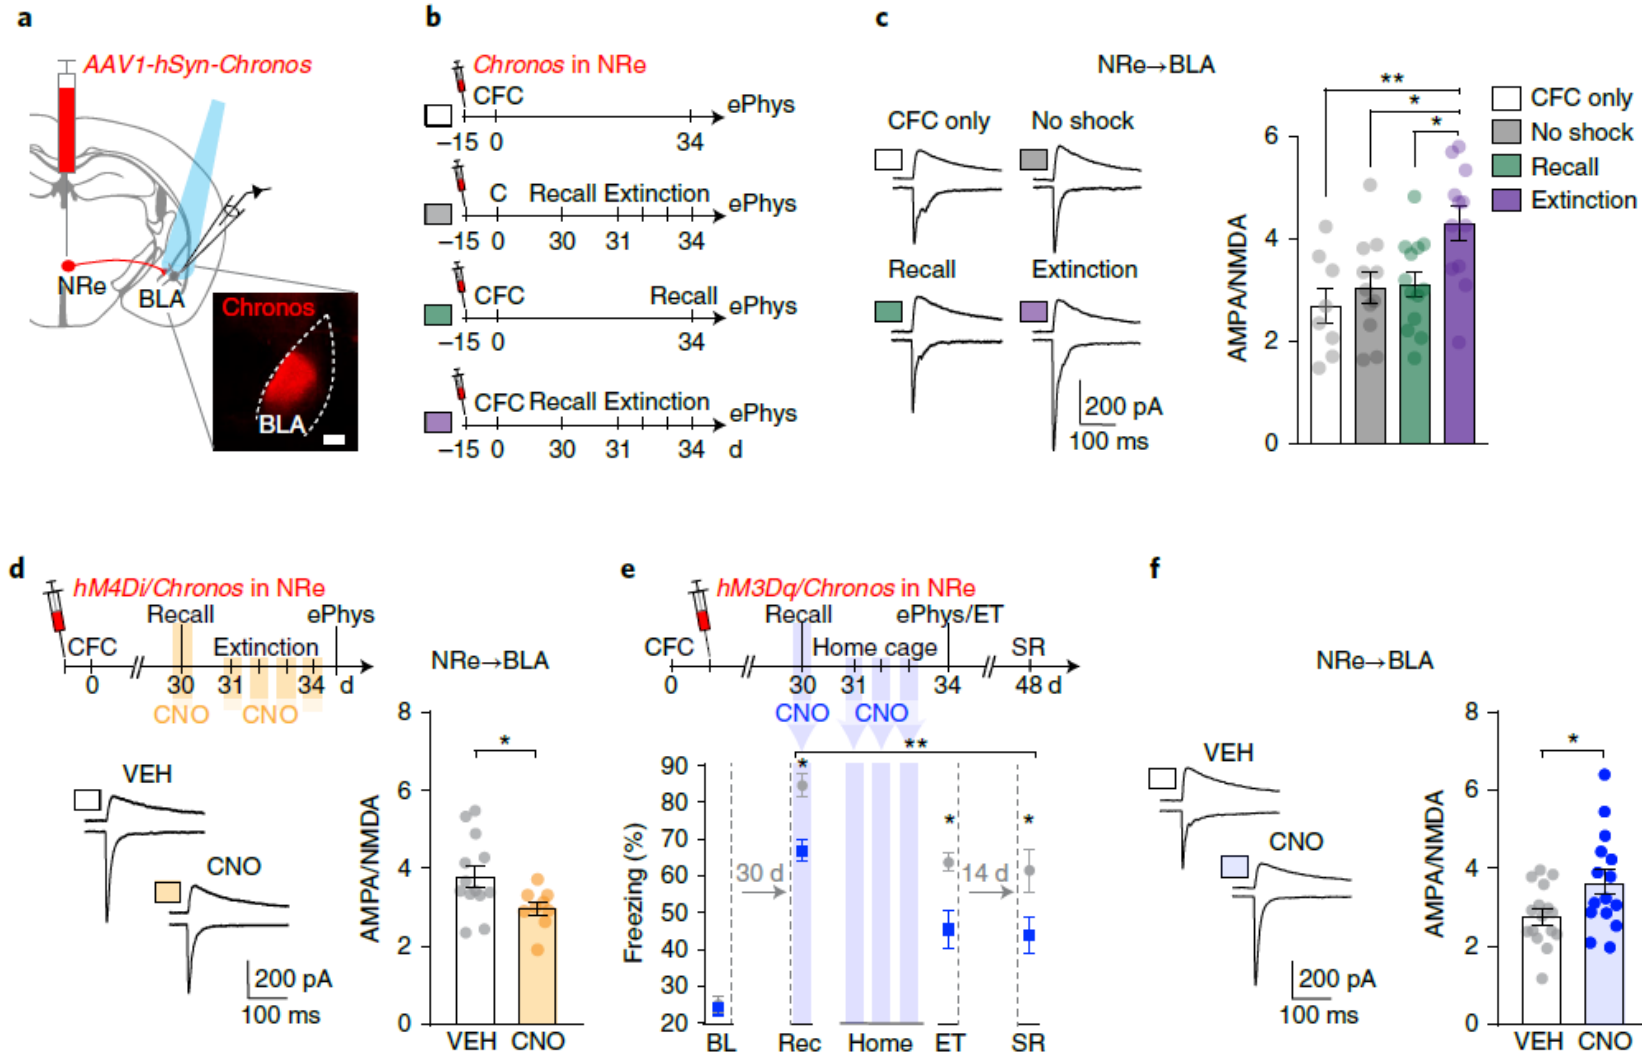 a
AAV1-hSyn-Chronos
NRe
BLA
Chronos
BLA
b
Chronos in NRe
CFC
ePhys
–15 0 34
C Recall Extinction
ePhys
–15 0 30 31 34
CFC Recall
ePhys
–15 0 34
CFC Recall Extinction
ePhys
–15 0 30 31 34 d
c
NRe→BLA
CFC only No shock
Recall Extinction
200 pA
100 ms
AMPA/NMDA
6
4
2
0
** 
*
*
CFC only
No shock
Recall
Extinction
d
hM4Di/Chronos in NRe
Recall ePhys
CFC Extinction
0 30 31 34 d
CNO CNO
NRe→BLA
VEH
CNO
200 pA
100 ms
AMPA/NMDA
8
6
4
2
0
*
VEH CNO
e
hM3Dq/Chronos in NRe
Recall ePhys/ET
CFC Home cage SR
0 30 31 34 48 d
CNO CNO
**
* * *
Freezing (%)
90
80
70
60
50
40
30
20
30 d 14 d
BL Rec Home ET SR
f
NRe→BLA
VEH
CNO
200 pA
100 ms
AMPA/NMDA
8
6
4
2
0
*
VEH CNO